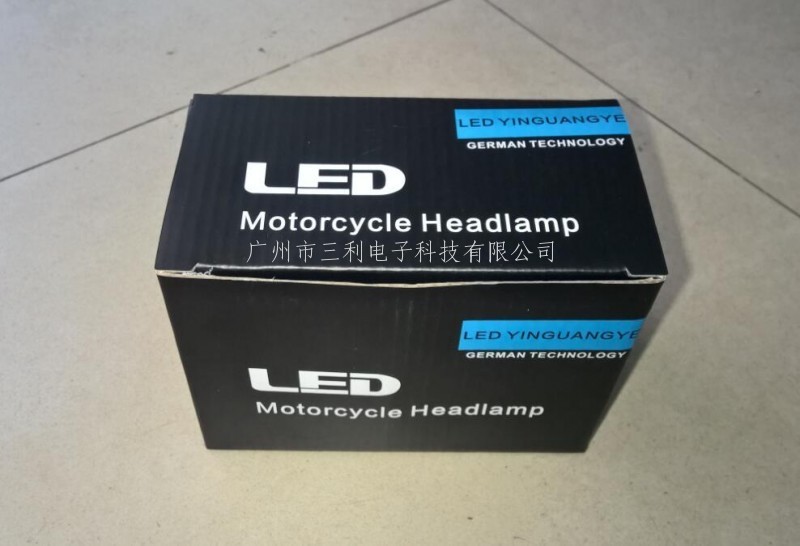 LED YINGUANGYE
GERMAN TECHNOLOGY
LED
Motorcycle Headlamp
广州市三利电子科技有限公司
LED YINGUANGYE
GERMAN TECHNOLOGY
LED
Motorcycle Headlamp